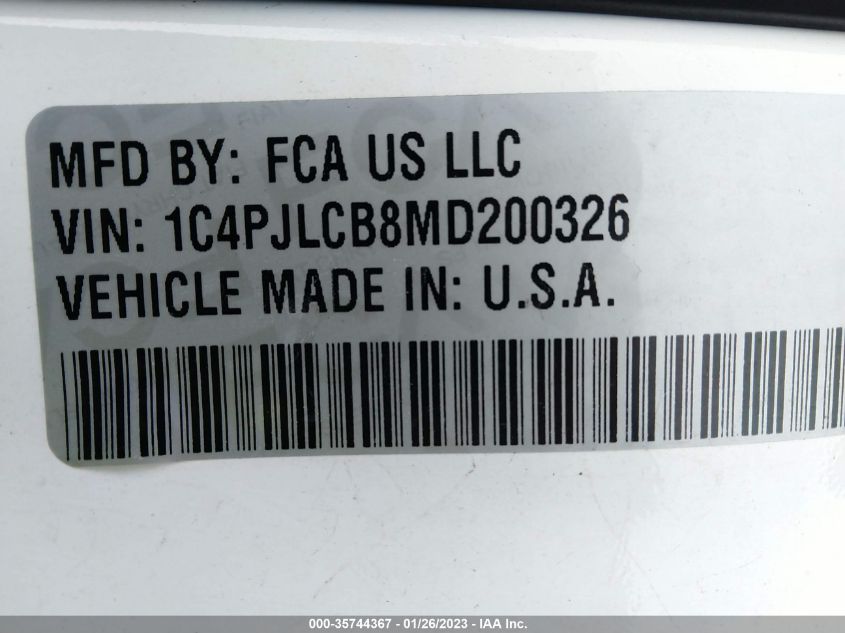 MFD BY: FCA US LLC
VIN: 1C4PJLCB8MD200326
VEHICLE MADE IN: U.S.A.
000-35744367 - 01/26/2023 - IAA Inc.